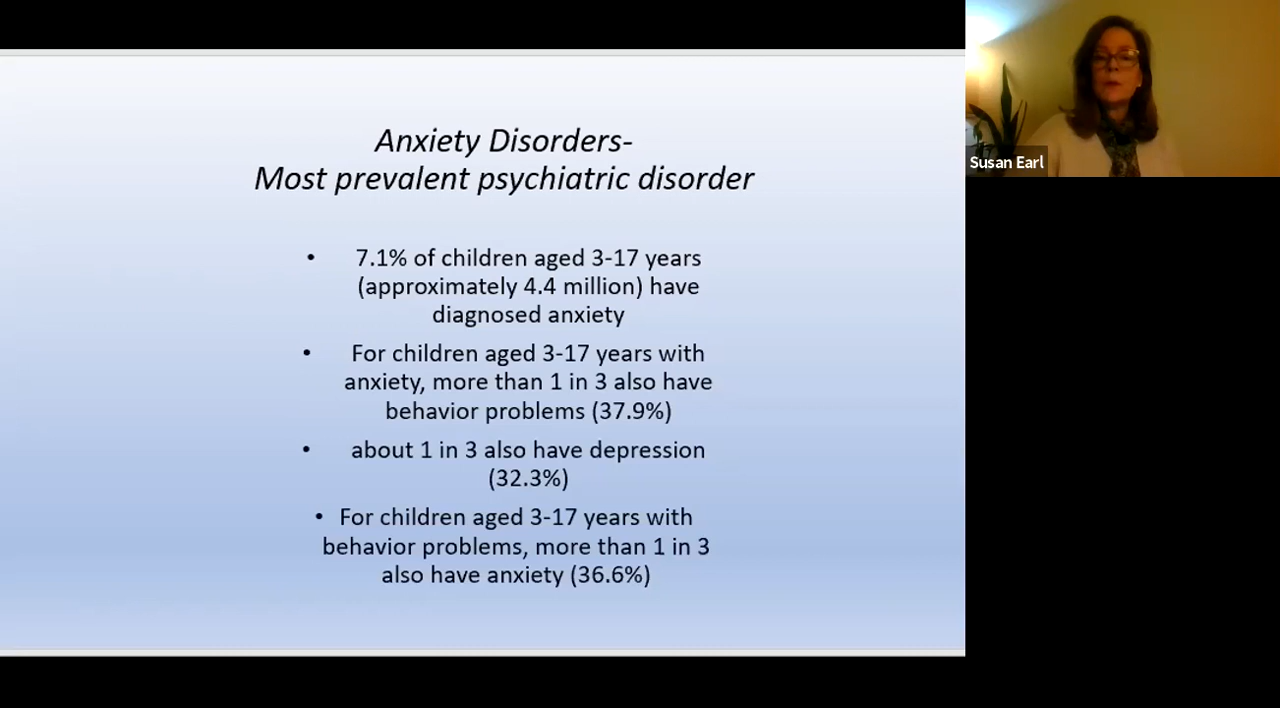 Anxiety Disorders-
Most prevalent psychiatric disorder
• 7.1% of children aged 3-17 years
(approximately 4.4 million) have
diagnosed anxiety
• For children aged 3-17 years with
anxiety, more than 1 in 3 also have
behavior problems (37.9%)
• about 1 in 3 also have depression
(32.3%)
• For children aged 3-17 years with
behavior problems, more than 1 in 3
also have anxiety (36.6%)
Susan Earl